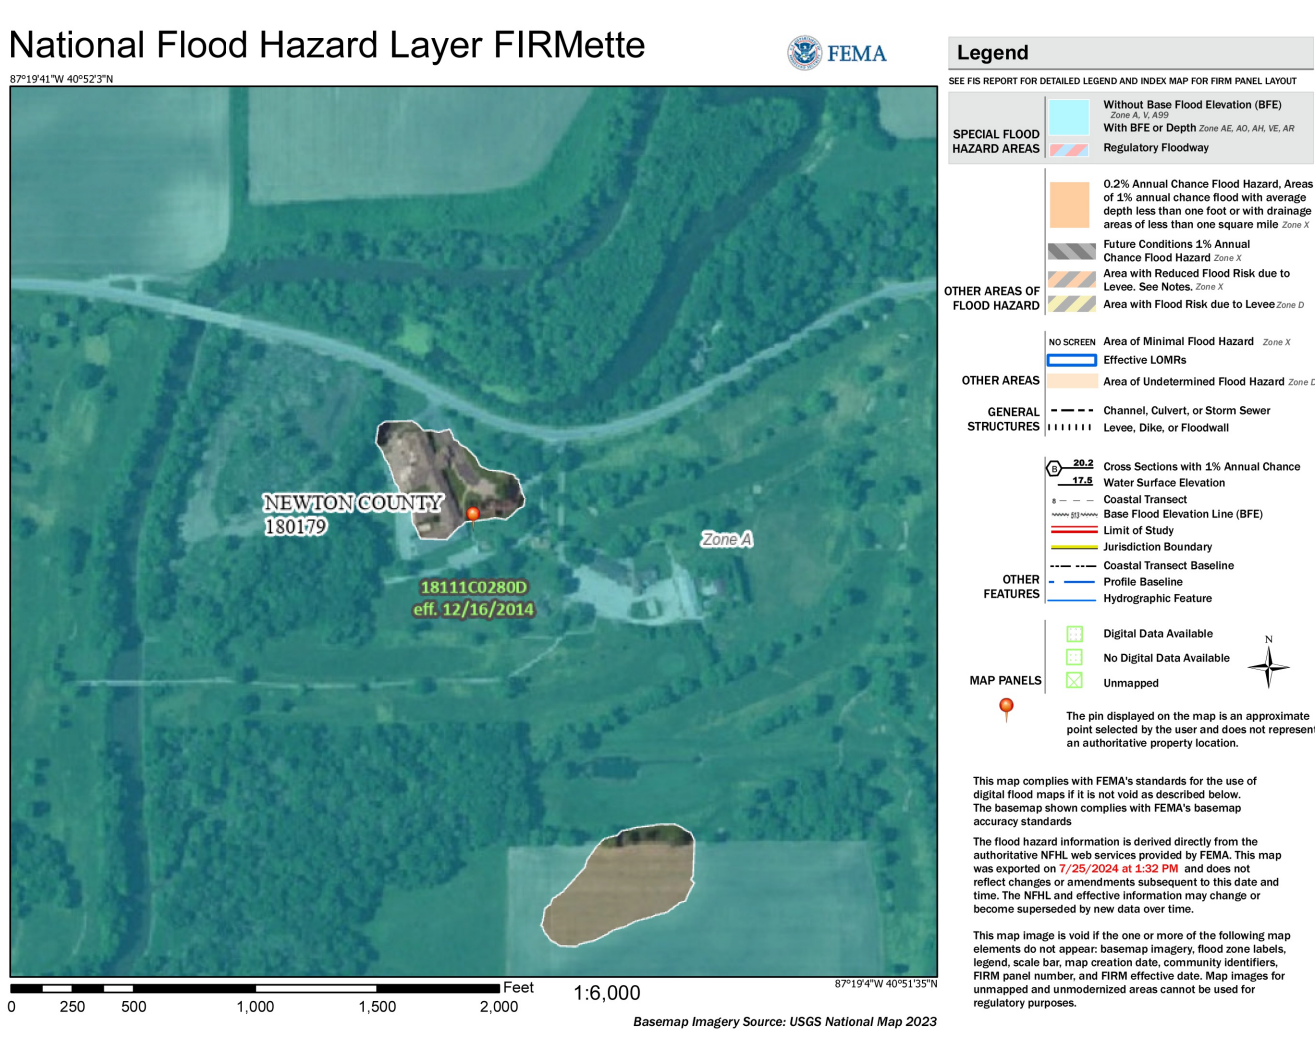 National Flood Hazard Layer FIRMette
FEMA
87°19'41"W 40°52'3"N
NEWTON COUNTY
180179
Zone A
18111C0280D
eff. 12/16/2014
87°19'4"W 40°51'35"N
Feet
1:6,000
0 250 500 1,000 1,500 2,000
Basemap Imagery Source: USGS National Map 2023
Legend
SEE FIS REPORT FOR DETAILED LEGEND AND INDEX MAP FOR FIRM PANEL LAYOUT
SPECIAL FLOOD
HAZARD AREAS
Without Base Flood Elevation (BFE)
Zone A, V, A99
With BFE or Depth Zone AE, AO, AH, VE, AR
Regulatory Floodway
OTHER AREAS OF
FLOOD HAZARD
0.2% Annual Chance Flood Hazard, Areas
of 1% annual chance flood with average
depth less than one foot or with drainage
areas of less than one square mile Zone X
Future Conditions 1% Annual
Chance Flood Hazard Zone X
Area with Reduced Flood Risk due to
Levee. See Notes. Zone X
Area with Flood Risk due to Levee Zone D
OTHER AREAS
NO SCREEN Area of Minimal Flood Hazard Zone X
Effective LOMRs
Area of Undetermined Flood Hazard Zone D
GENERAL
STRUCTURES
Channel, Culvert, or Storm Sewer
Levee, Dike, or Floodwall
OTHER
FEATURES
B 20.2 Cross Sections with 1% Annual Chance
17.5 Water Surface Elevation
8 Coastal Transect
513 Base Flood Elevation Line (BFE)
Limit of Study
Jurisdiction Boundary
Coastal Transect Baseline
Profile Baseline
Hydrographic Feature
MAP PANELS
Digital Data Available
No Digital Data Available
Unmapped
N
The pin displayed on the map is an approximate
point selected by the user and does not represent
an authoritative property location.
This map complies with FEMA's standards for the use of
digital flood maps if it is not void as described below.
The basemap shown complies with FEMA's basemap
accuracy standards
The flood hazard information is derived directly from the
authoritative NFHL web services provided by FEMA. This map
was exported on 7/25/2024 at 1:32 PM and does not
reflect changes or amendments subsequent to this date and
time. The NFHL and effective information may change or
become superseded by new data over time.
This map image is void if the one or more of the following map
elements do not appear: basemap imagery, flood zone labels,
legend, scale bar, map creation date, community identifiers,
FIRM panel number, and FIRM effective date. Map images for
unmapped and unmodernized areas cannot be used for
regulatory purposes.